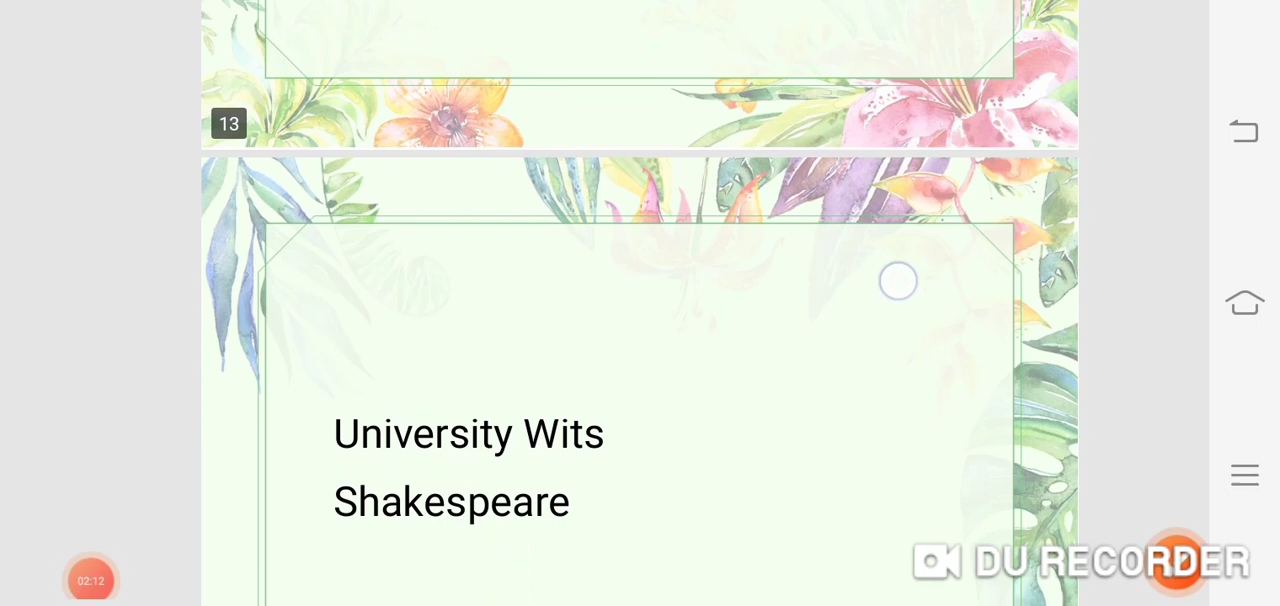 13
University Wits
Shakespeare
02:12
DU RECORDER